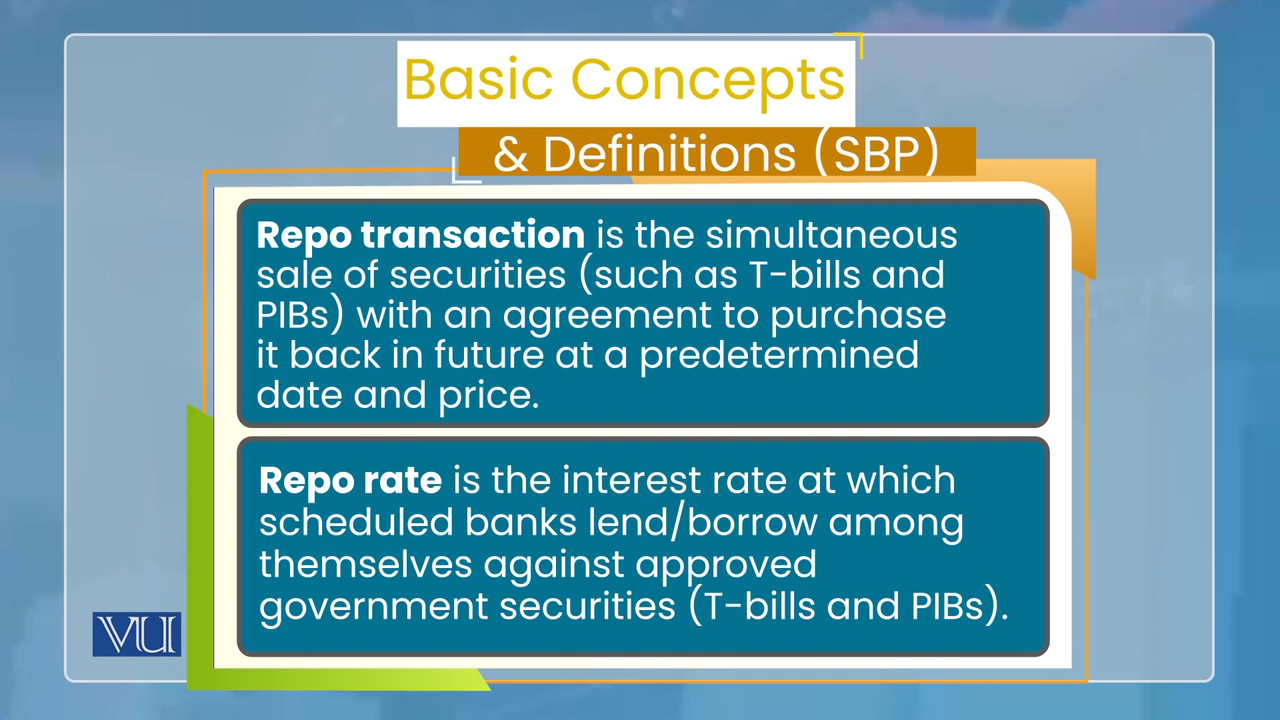 Basic Concepts
& Definitions (SBP)
Repo transaction is the simultaneous
sale of securities (such as T-bills and
PIBs) with an agreement to purchase
it back in future at a predetermined
date and price.
Repo rate is the interest rate at which
scheduled banks lend/borrow among
themselves against approved
government securities (T-bills and PIBs).
VU